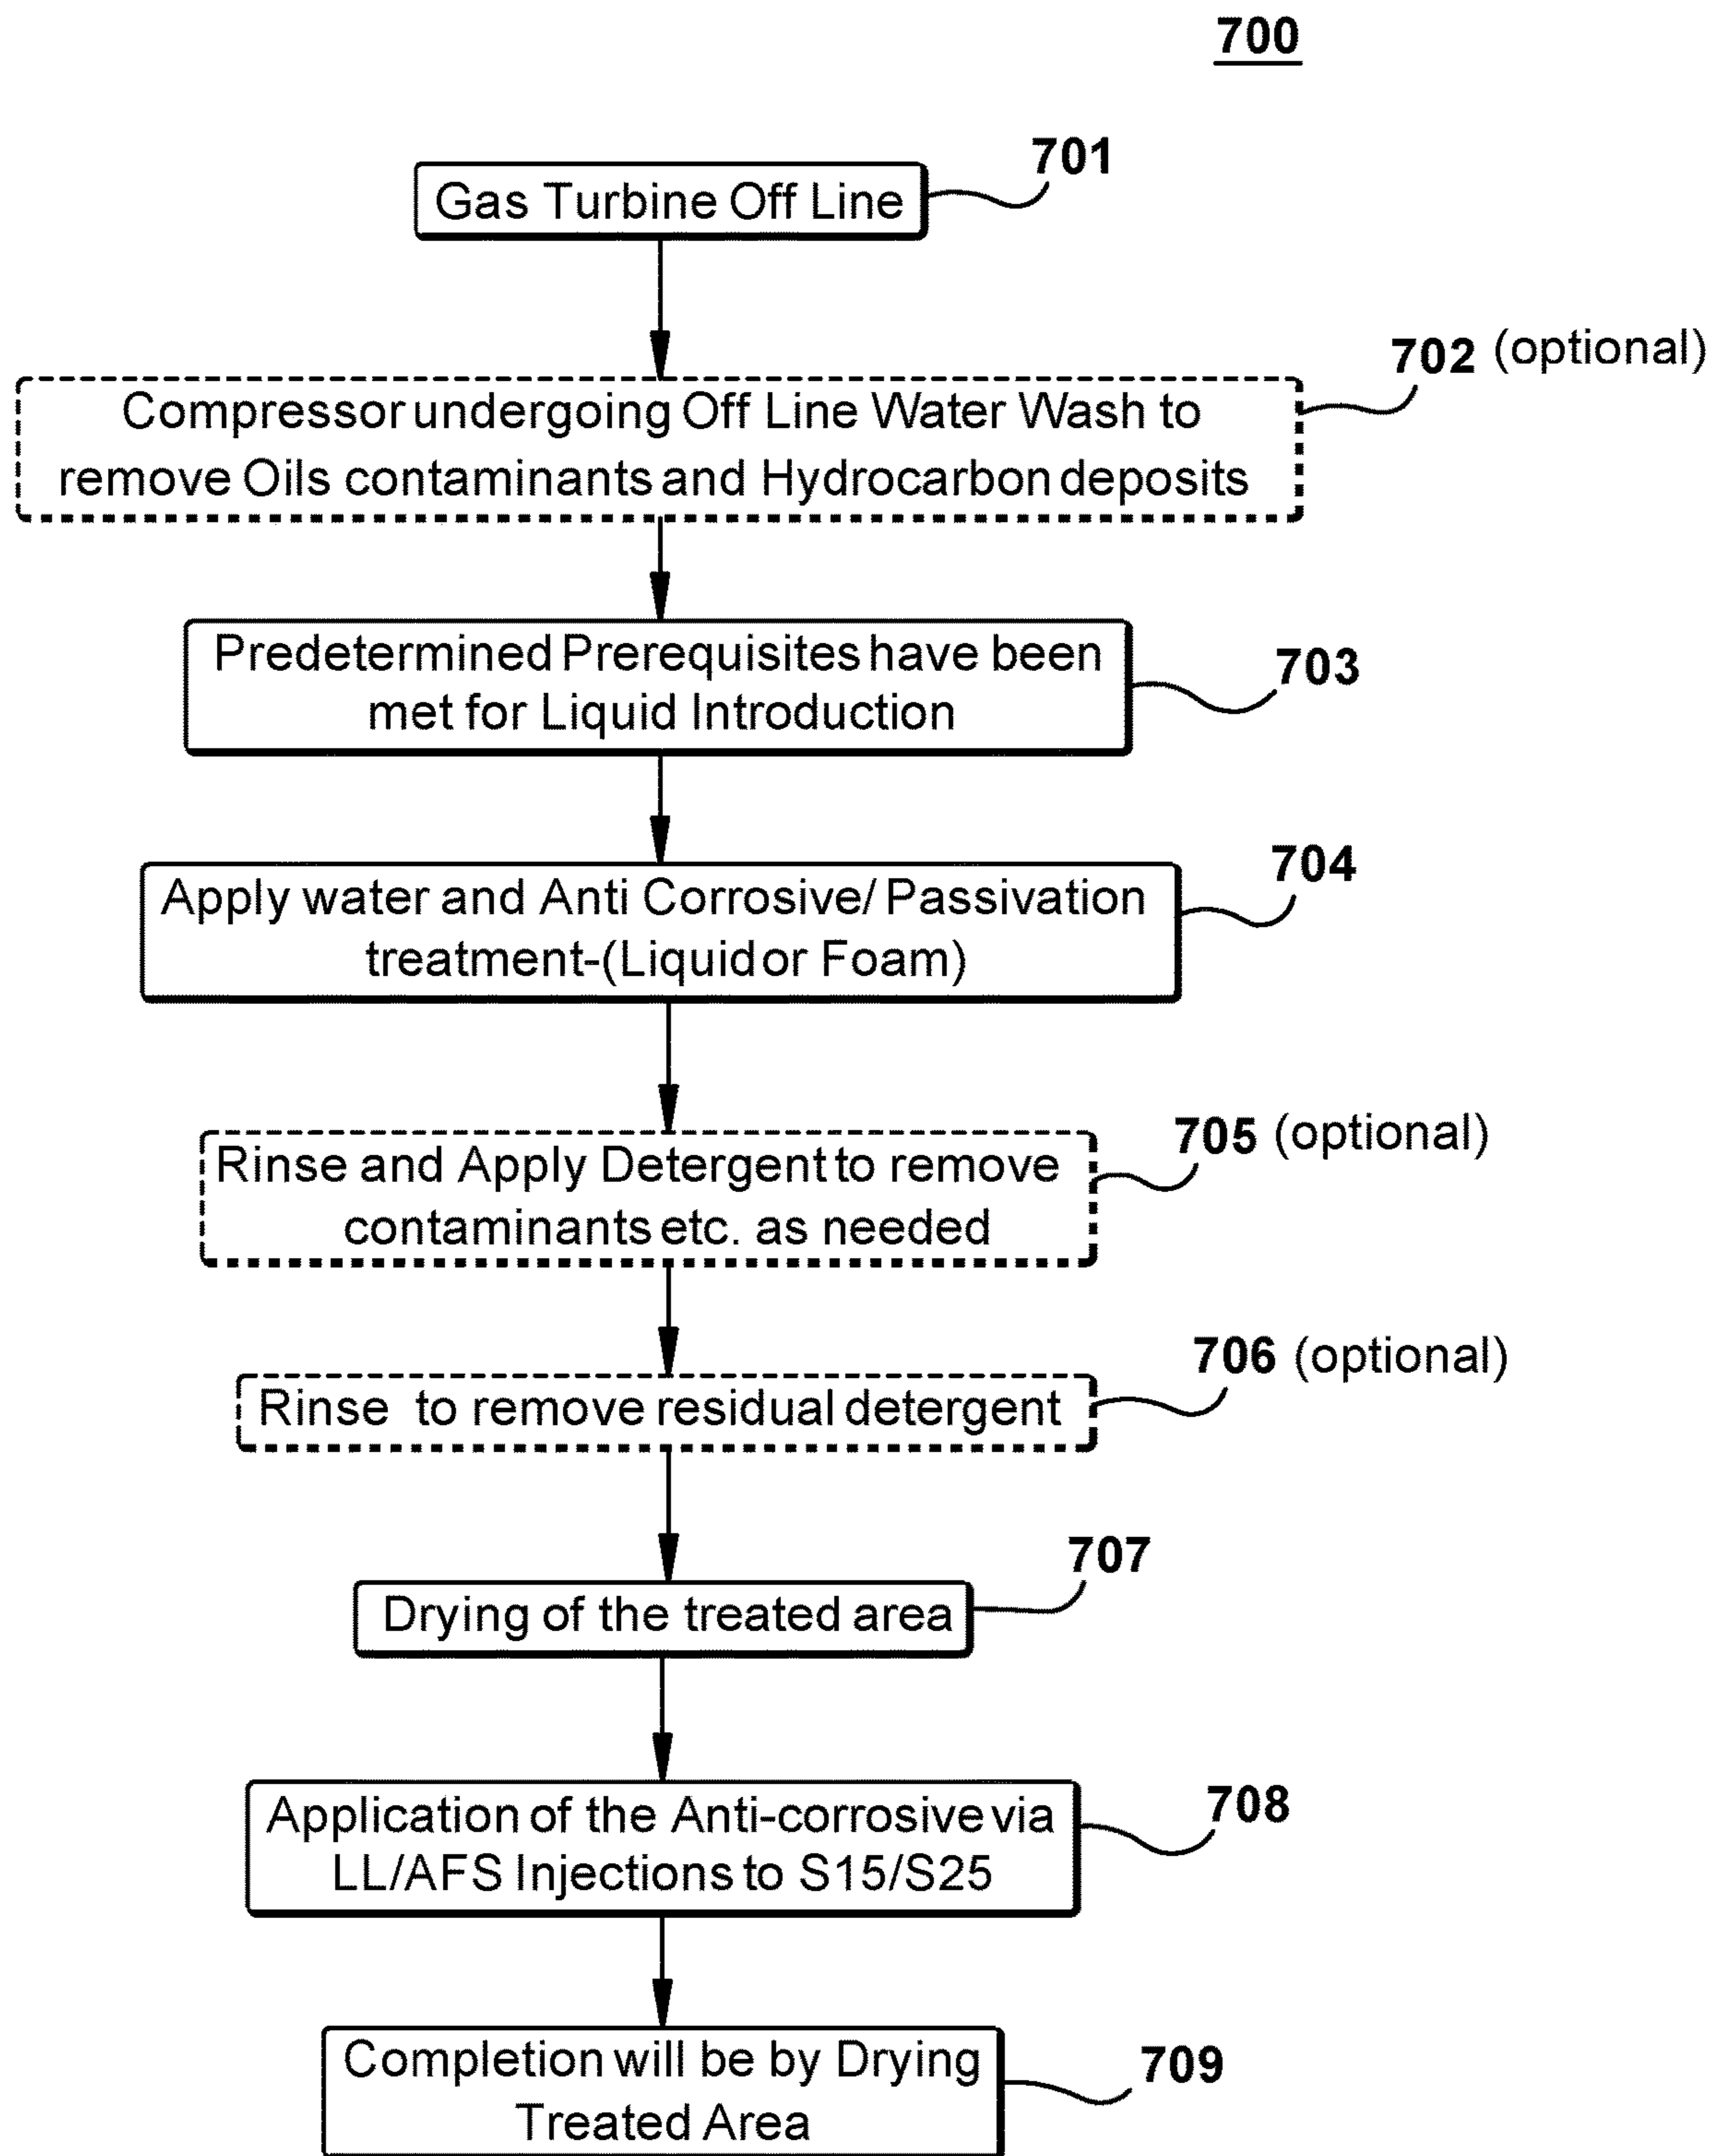 700
701
Gas Turbine Off Line
702 (optional)
Compressor undergoing Off Line Water Wash to
remove Oils contaminants and Hydrocarbon deposits
Predetermined Prerequisites have been
met for Liquid Introduction
703
704
Apply water and Anti Corrosive/ Passivation
treatment-(Liquid or Foam)
705 (optional)
Rinse and Apply Detergent to remove
contaminants etc. as needed
706 (optional)
Rinse to remove residual detergent
707
Drying of the treated area
708
Application of the Anti-corrosive via
LL/AFS Injections to S15/S25
Completion will be by Drying
Treated Area
709